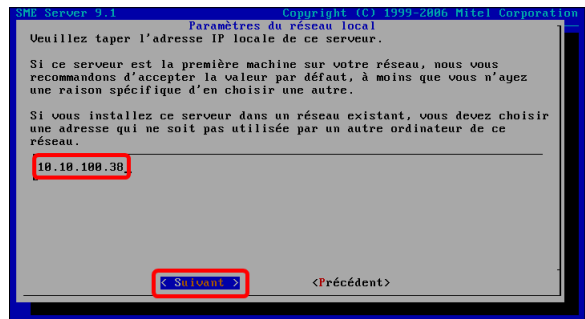 SME Server 9.1 Copyright (C) 1999-2006 Mitel Corporation
Paramètres du réseau local
Veuillez taper l'adresse IP locale de ce serveur.
Si ce serveur est la première machine sur votre réseau, nous vous
recommandons d'accepter la valeur par défaut, à moins que vous n'ayez
une raison spécifique d'en choisir une autre.
Si vous installez ce serveur dans un réseau existant, vous devez choisir
une adresse qui ne soit pas utilisée par un autre ordinateur de ce
réseau.
10.10.100.38_
< Suivant > <Précédent>